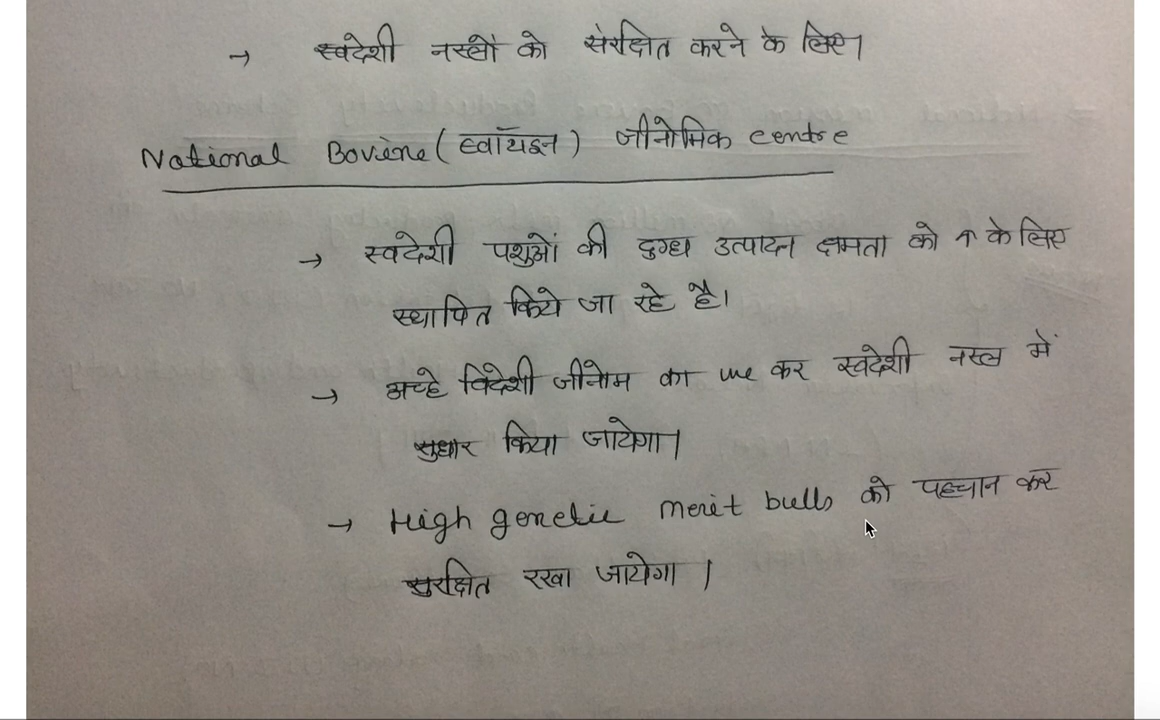 → स्वदेशी नस्लों को संरक्षित करने के लिए।
National Bovine (ब्वॉयइन) जीनोमिक centre
→ स्वदेशी पशुओं की दुग्ध उत्पादन क्षमता को ↑ के लिए
स्थापित किये जा रहे है।
→ अच्छे विदेशी जीनोम का use कर स्वदेशी नस्ल में
सुधार किया जायेगा।
→ High genetic merit bulls को पहचान कर
सुरक्षित रखा जायेगा।